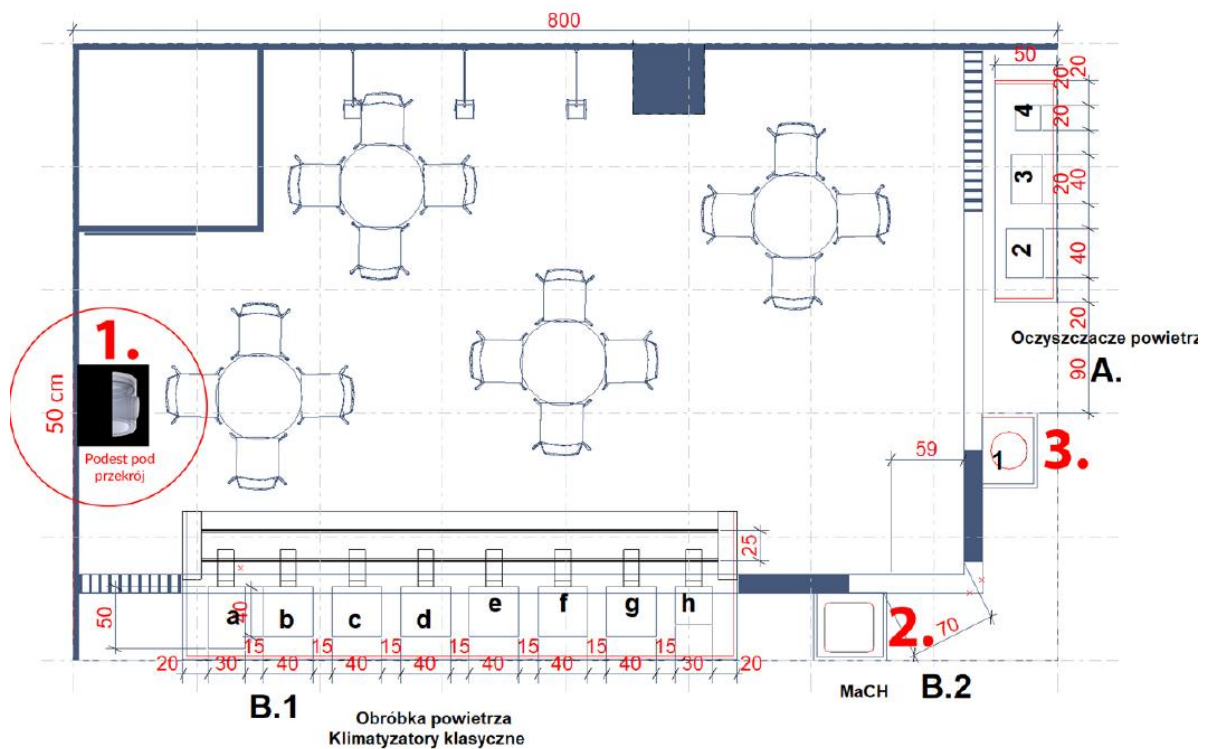 800
50
20
20
4
20
3
20
40
2
40
20
Oczyszczacze powietrz
A.
90
1.
50 cm
Podest pod
przekrój
59
1
3.
25
50
40
a
b
c
d
e
f
g
h
15 15 15 15 15 15 15
20 30 40 40 40 40 40 40 30 20
2.
70
MaCH
B.2
B.1
Obróbka powietrza
Klimatyzatory klasyczne